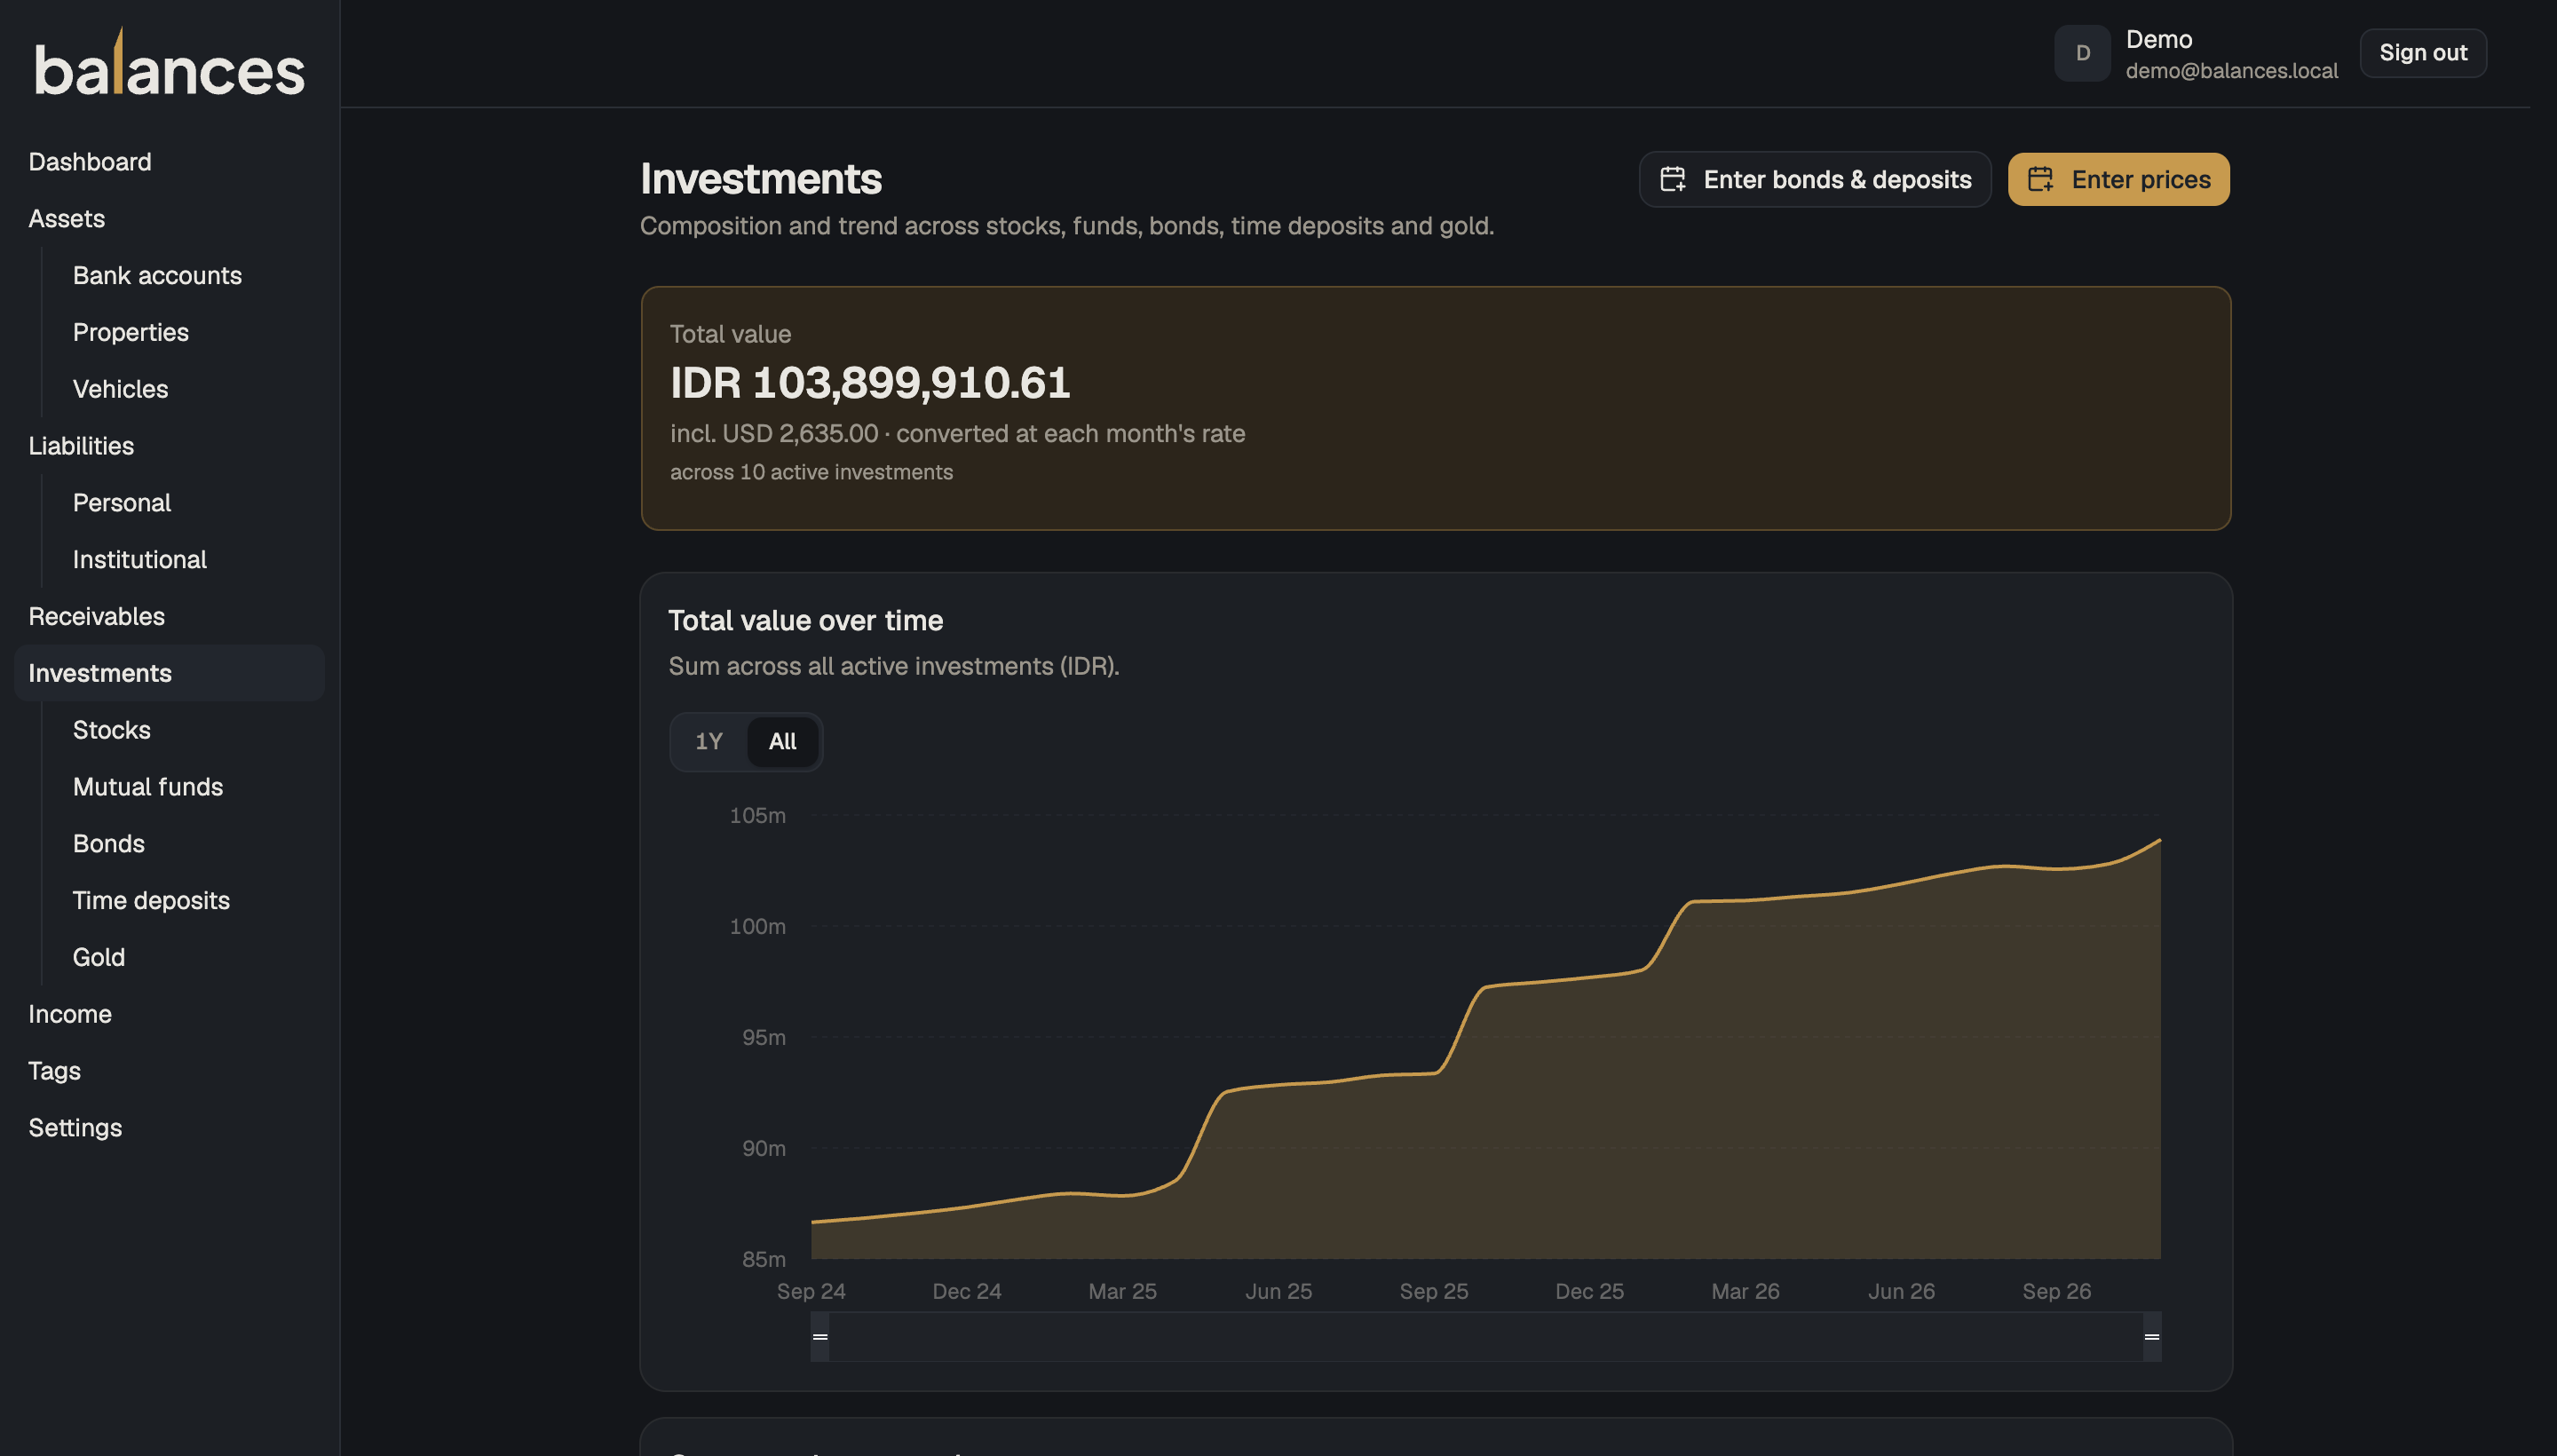 balances
Dashboard
Assets
Bank accounts
Properties
Vehicles
Liabilities
Personal
Institutional
Receivables
Investments
Stocks
Mutual funds
Bonds
Time deposits
Gold
Income
Tags
Settings
D
Demo
demo@balances.local
Sign out
Investments
Composition and trend across stocks, funds, bonds, time deposits and gold.
Enter bonds & deposits
Enter prices
Total value
IDR 103,899,910.61
incl. USD 2,635.00 · converted at each month's rate
across 10 active investments
Total value over time
Sum across all active investments (IDR).
1Y All
105m
100m
95m
90m
85m
Sep 24 Dec 24 Mar 25 Jun 25 Sep 25 Dec 25 Mar 26 Jun 26 Sep 26